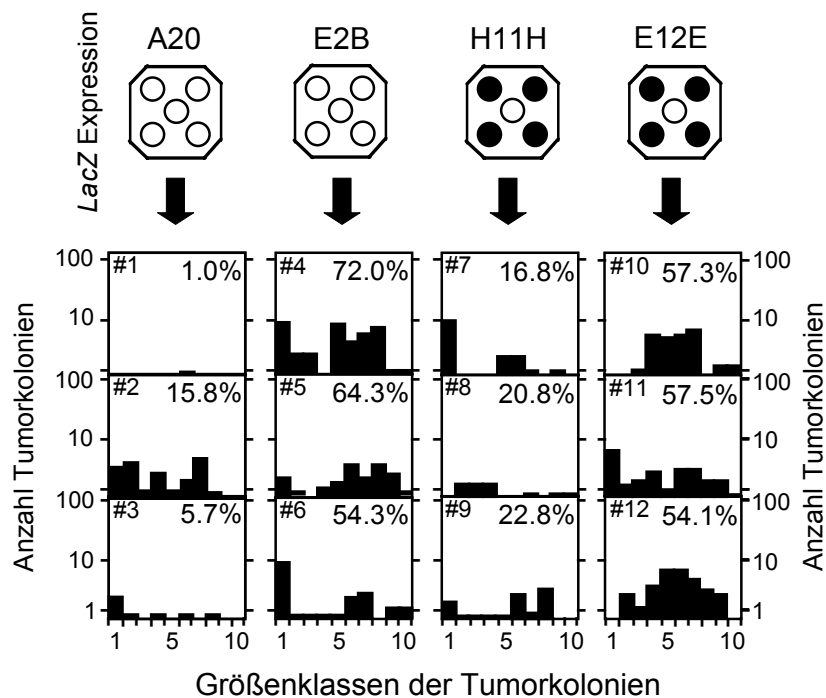 A20 E2B H11H E12E
LacZ Expression
100 #1 1.0% #4 72.0% #7 16.8% #10 57.3% 100
10 10
100 #2 15.8% #5 64.3% #8 20.8% #11 57.5% 100
10 10
100 #3 5.7% #6 54.3% #9 22.8% #12 54.1% 100
10 10
1 1
1 5 10 1 5 10 1 5 10 1 5 10
Anzahl Tumorkolonien
Anzahl Tumorkolonien
Größenklassen der Tumorkolonien